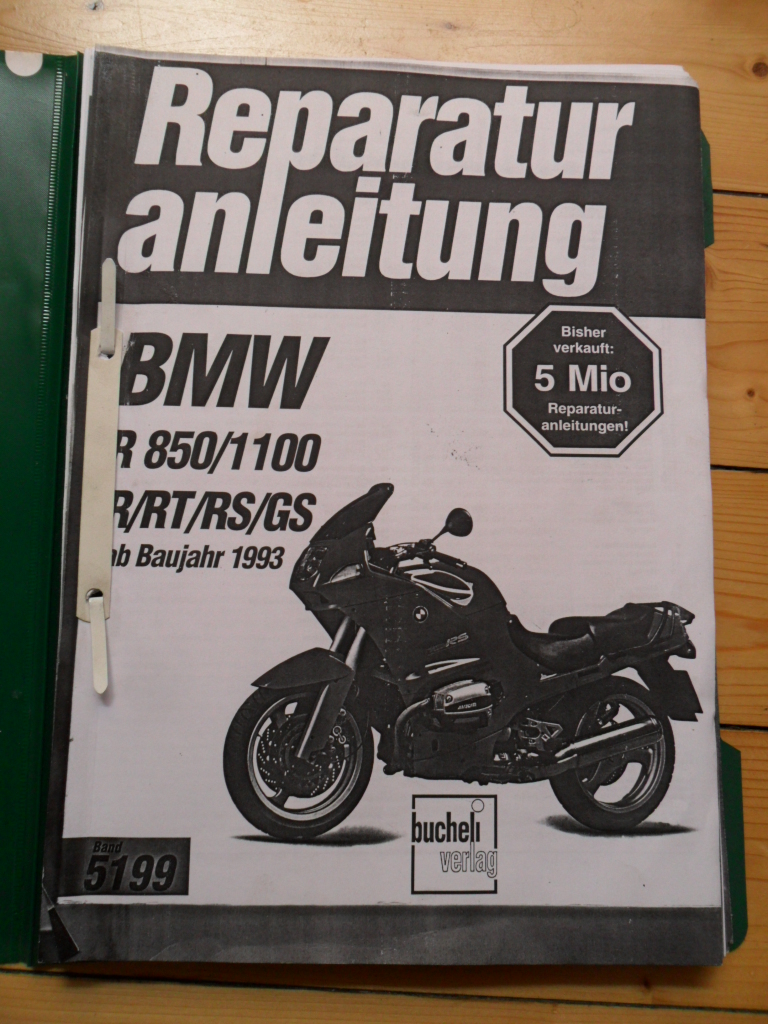 Reparatur
anleitung
BMW
R 850/1100
R/RT/RS/GS
ab Baujahr 1993
Bisher
verkauft:
5 Mio
Reparatur-
anleitungen!
RS
Band
5199
bucheli
verlag